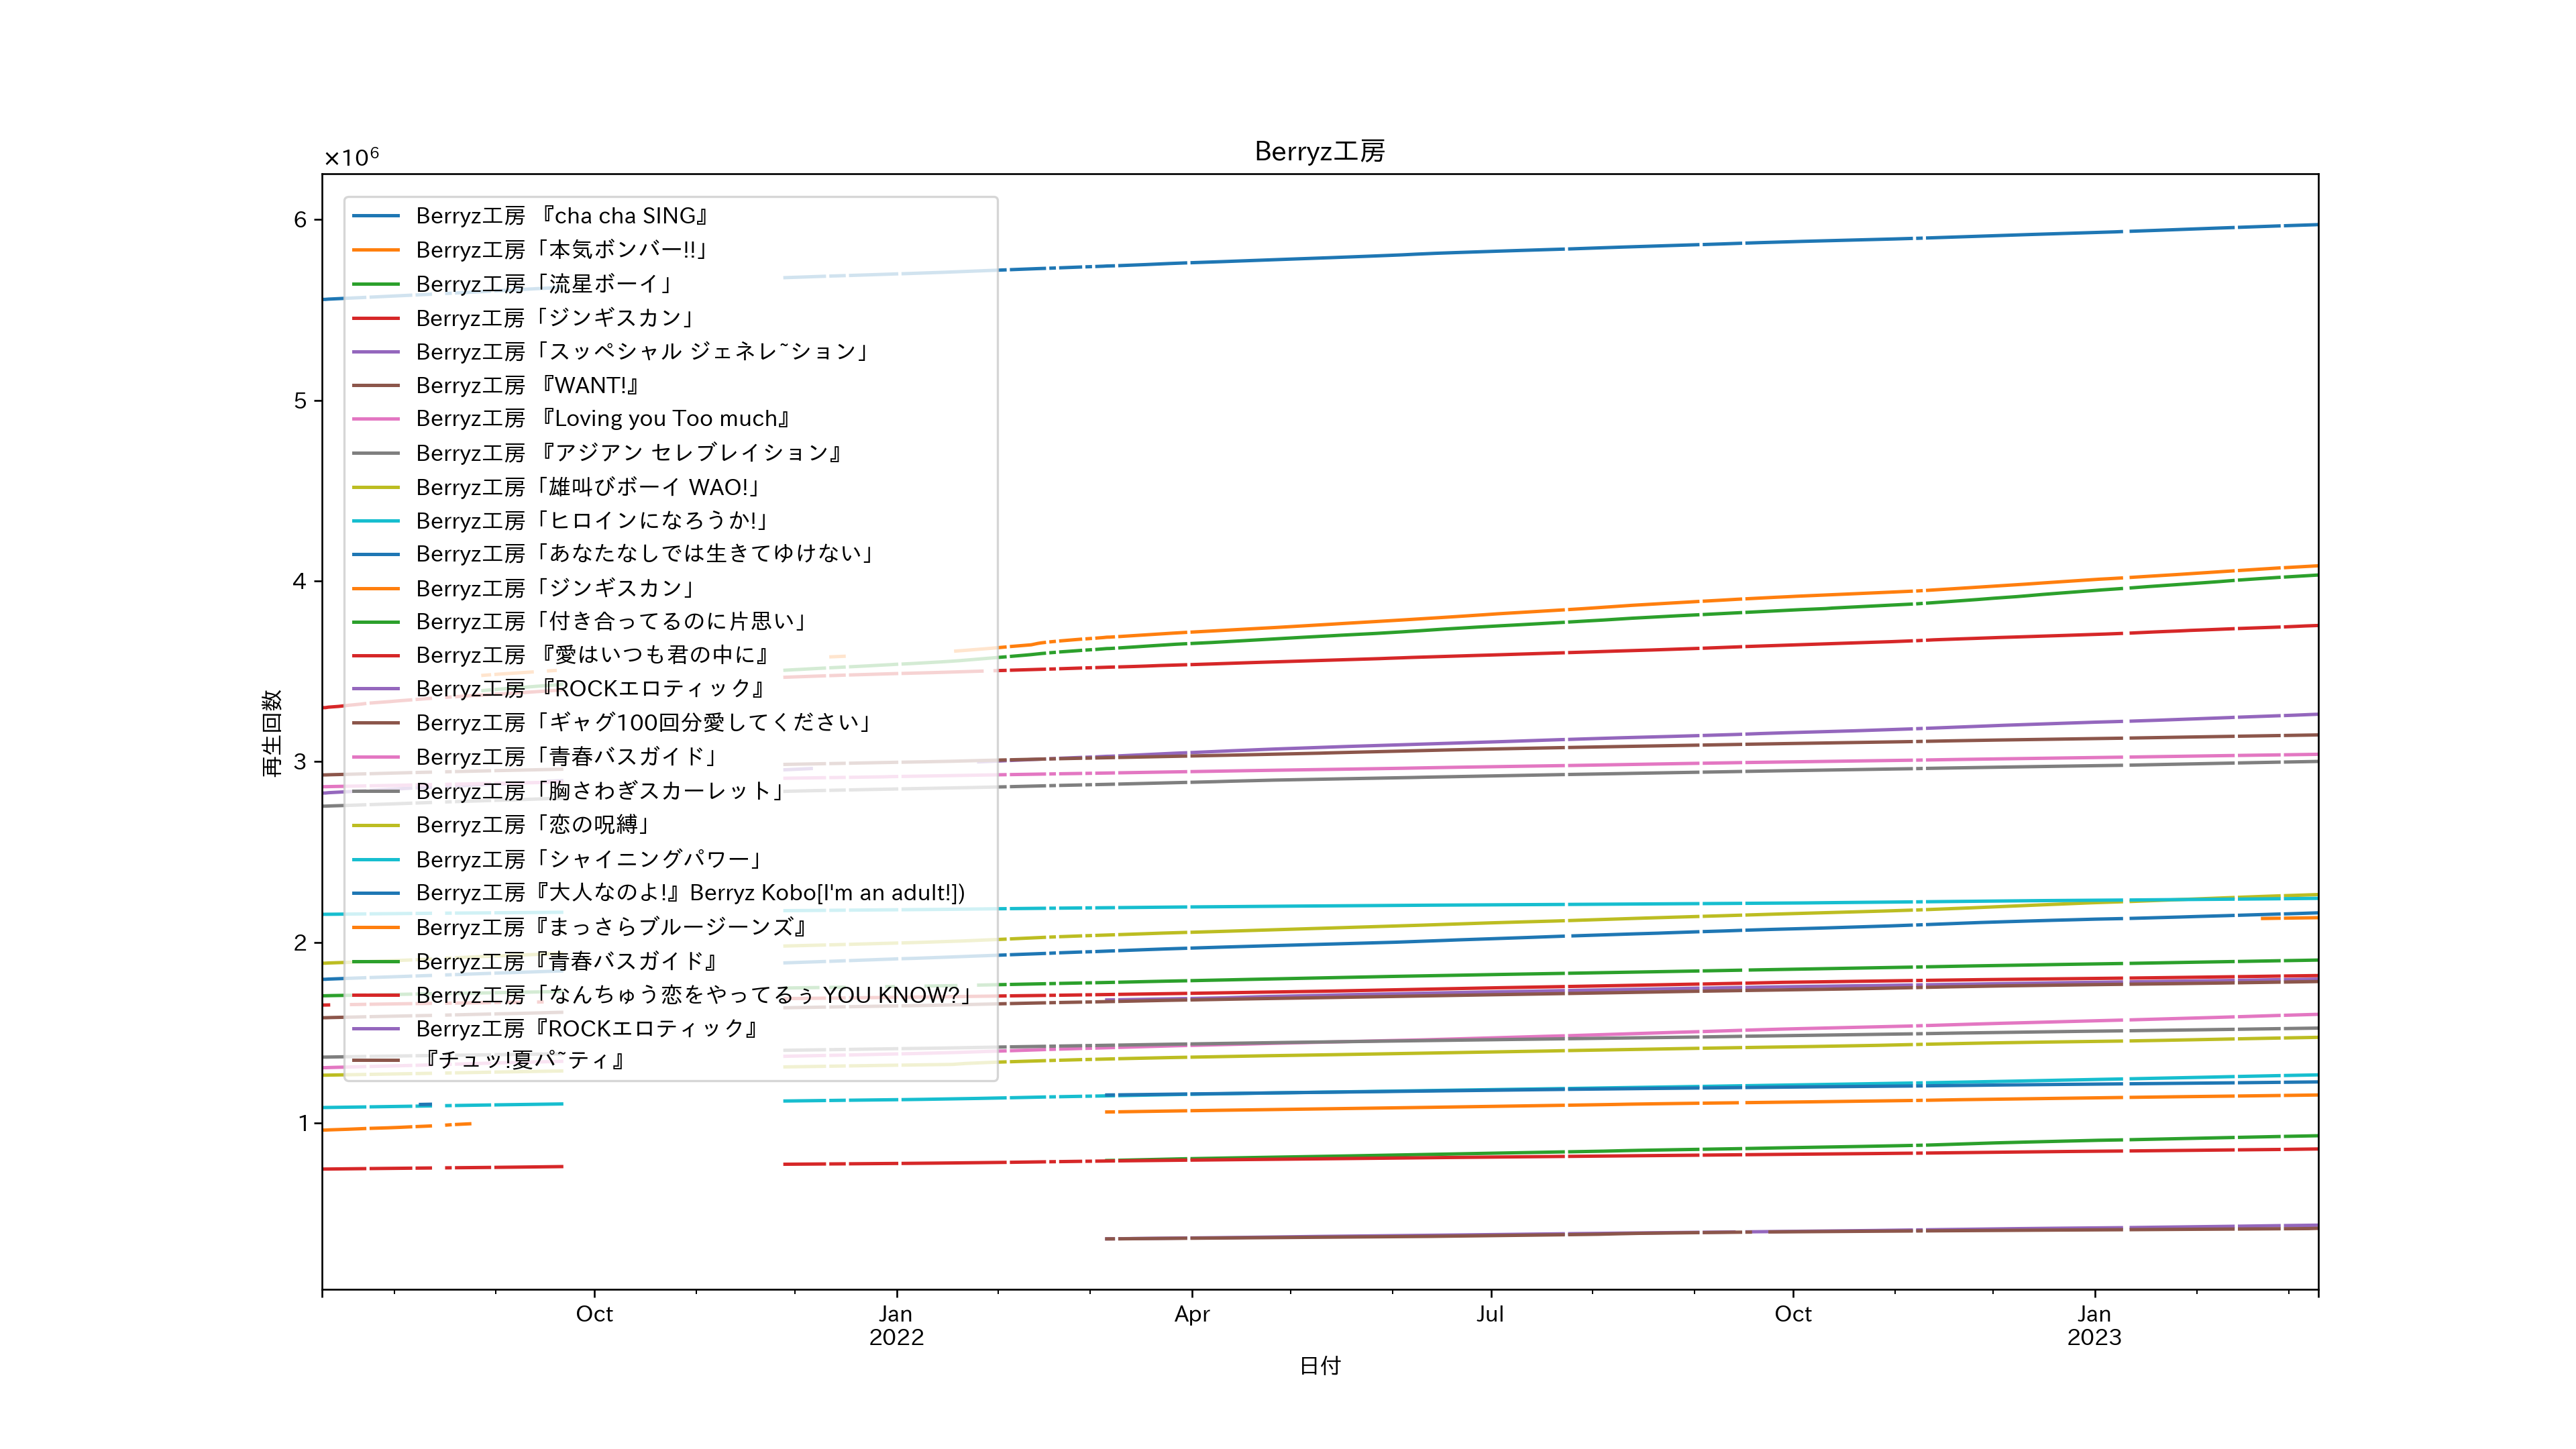 Berryz工房
×10⁶
Berryz工房 『cha cha SING』
Berryz工房「本気ボンバー!!」
Berryz工房「流星ボーイ」
Berryz工房「ジンギスカン」
Berryz工房「スッペシャル ジェネレ~ション」
Berryz工房 『WANT!』
Berryz工房 『Loving you Too much』
Berryz工房 『アジアン セレブレイション』
Berryz工房「雄叫びボーイ WAO!」
Berryz工房「ヒロインになろうか!」
Berryz工房「あなたなしでは生きてゆけない」
Berryz工房「ジンギスカン」
Berryz工房「付き合ってるのに片思い」
Berryz工房 『愛はいつも君の中に』
Berryz工房 『ROCKエロティック』
Berryz工房「ギャグ100回分愛してください」
Berryz工房「青春バスガイド」
Berryz工房「胸さわぎスカーレット」
Berryz工房「恋の呪縛」
Berryz工房「シャイニングパワー」
Berryz工房『大人なのよ!』Berryz Kobo[I'm an adult!])
Berryz工房『まっさらブルージーンズ』
Berryz工房『青春バスガイド』
Berryz工房「なんちゅう恋をやってるぅ YOU KNOW?」
Berryz工房『ROCKエロティック』
『チュッ!夏パ~ティ』
6
5
4
3
2
1
再生回数
Oct
Jan
2022
Apr
Jul
Oct
Jan
2023
日付